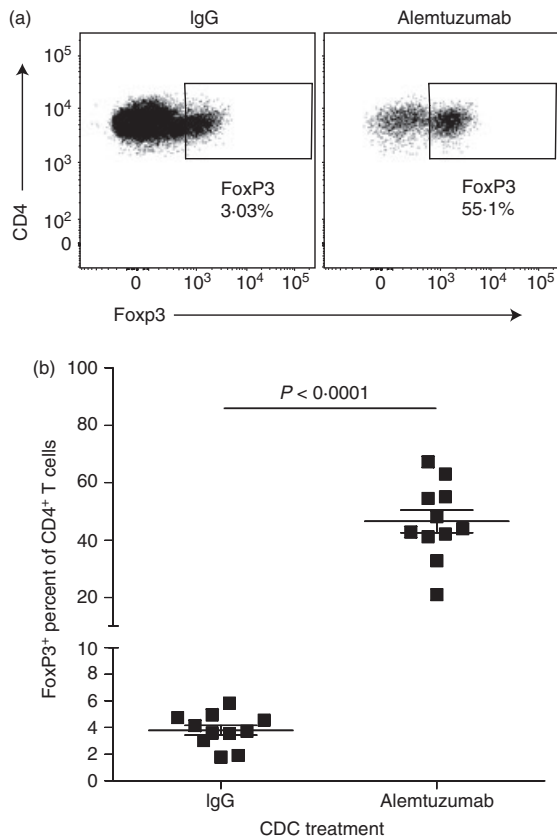 (a)
IgG
Alemtuzumab
CD4
10⁵
10⁴
10³
10²
0
FoxP3
3·03%
FoxP3
55·1%
0
10³
10⁴
10⁵
0
10³
10⁴
10⁵
Foxp3
(b)
FoxP3⁺ percent of CD4⁺ T cells
100
80
60
40
20
10
8
6
4
2
0
P < 0·0001
IgG
Alemtuzumab
CDC treatment